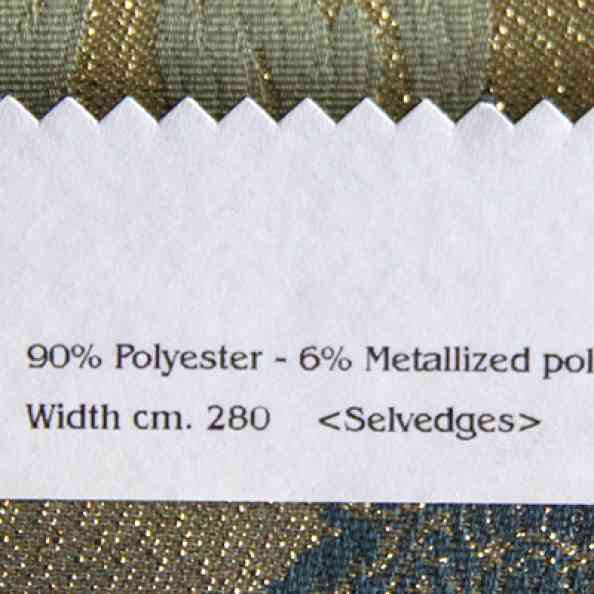 90% Polyester - 6% Metallized pol
Width cm. 280 <Selvedges>